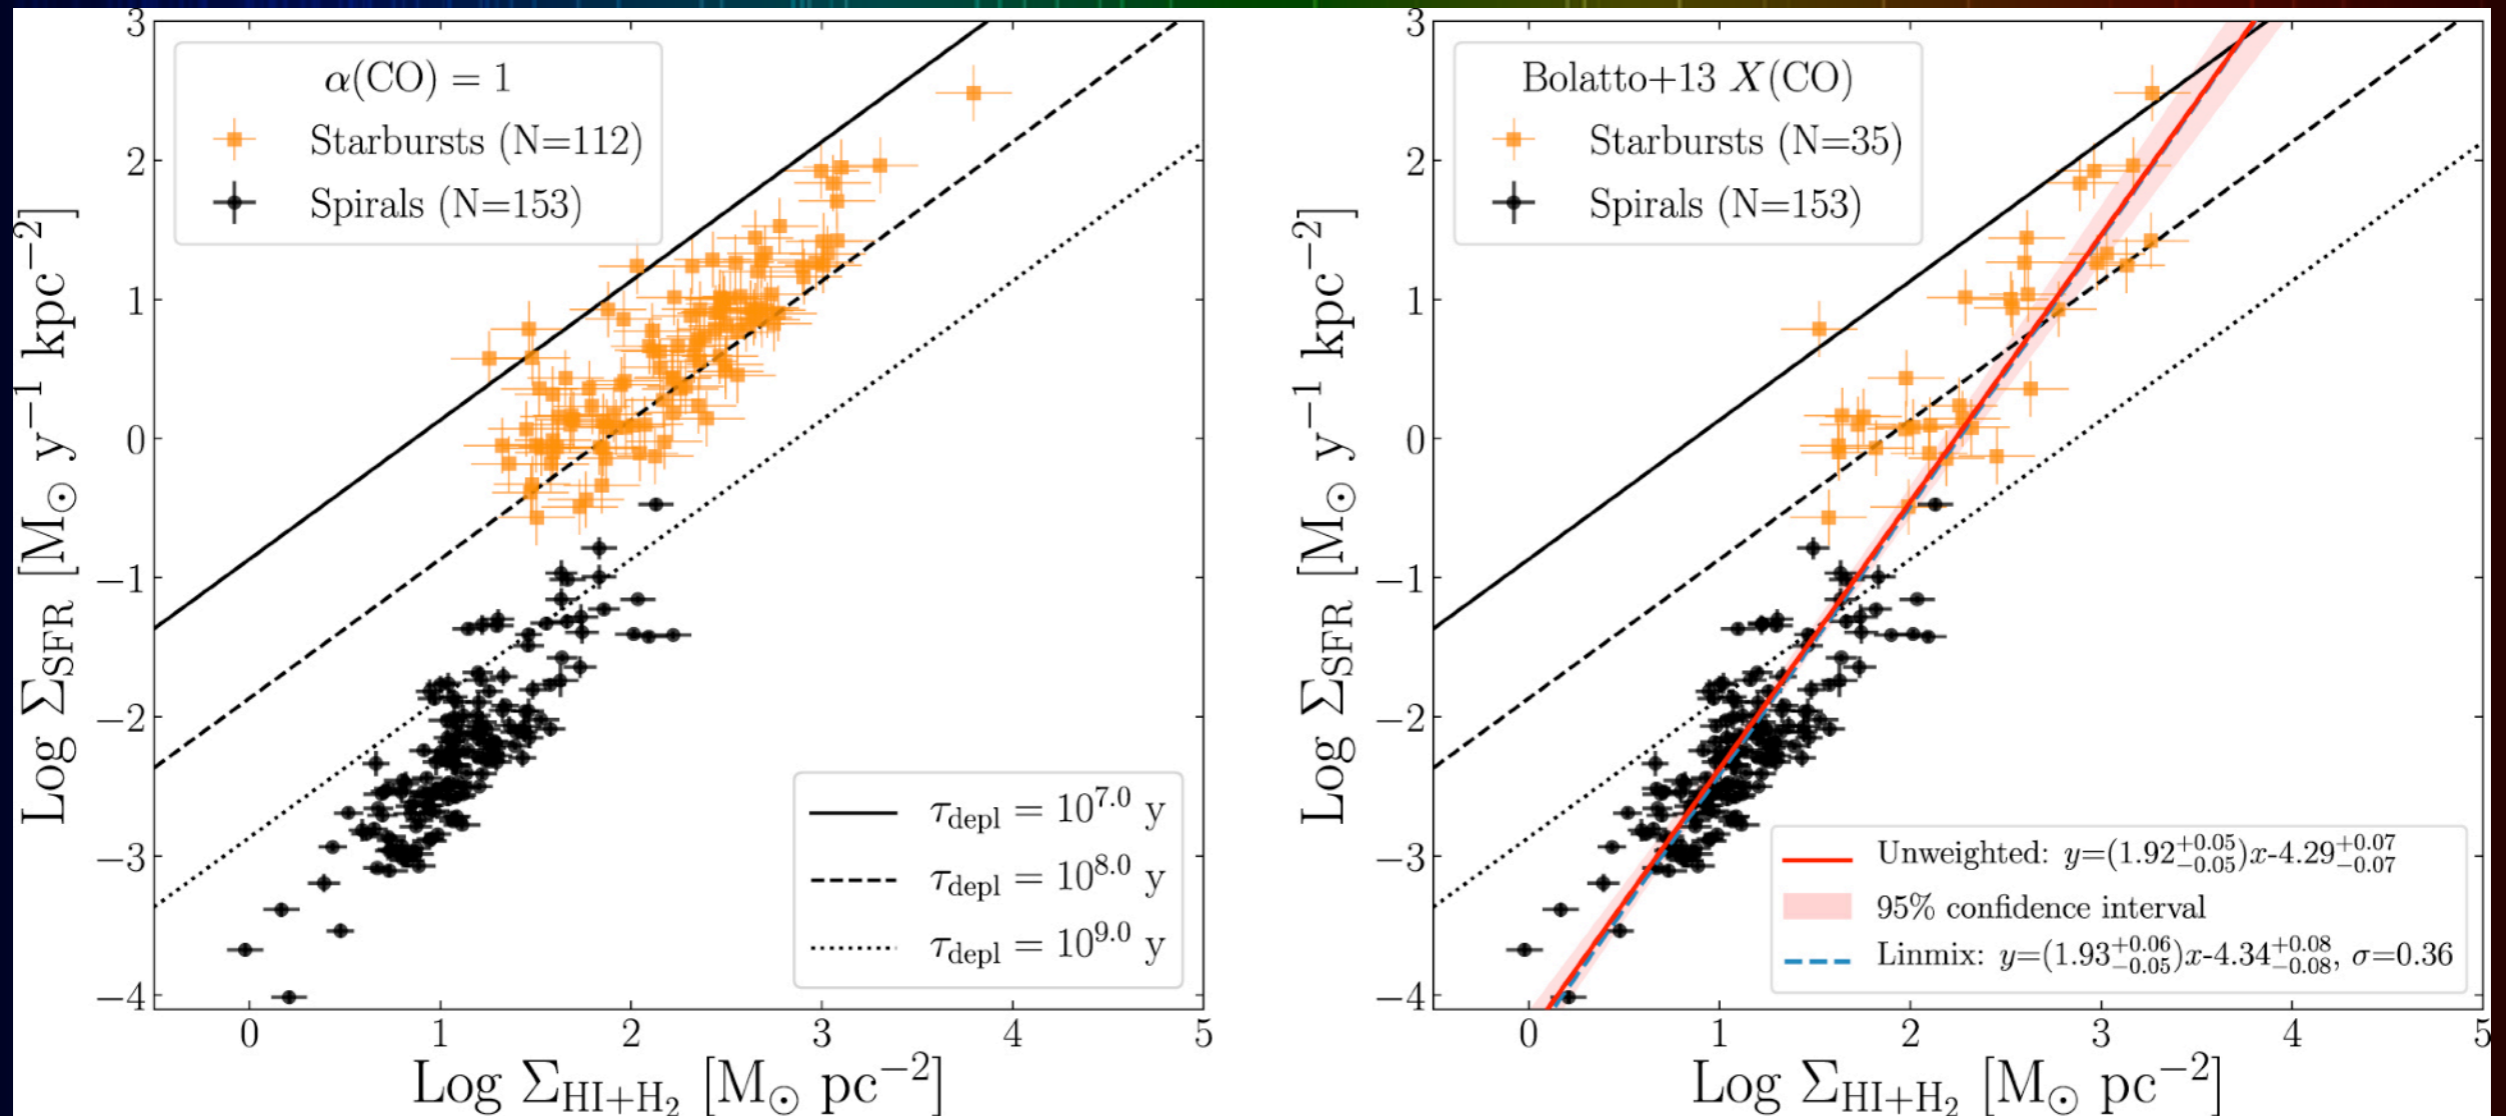 3
2
1
0
−1
−2
−3
−4
Log Σ_SFR [M_⊙ y^−1 kpc^−2]
α(CO) = 1
Starbursts (N=112)
Spirals (N=153)
τ_depl = 10^7.0 y
τ_depl = 10^8.0 y
τ_depl = 10^9.0 y
0 1 2 3 4 5
Log Σ_HI+H_2 [M_⊙ pc^−2]
3
2
1
0
−1
−2
−3
−4
Log Σ_SFR [M_⊙ y^−1 kpc^−2]
Bolatto+13 X(CO)
Starbursts (N=35)
Spirals (N=153)
Unweighted: y=(1.92^+0.05_−0.05)x-4.29^+0.07_−0.07
95% confidence interval
Linmix: y=(1.93^+0.06_−0.05)x-4.34^+0.08_−0.08, σ=0.36
0 1 2 3 4 5
Log Σ_HI+H_2 [M_⊙ pc^−2]